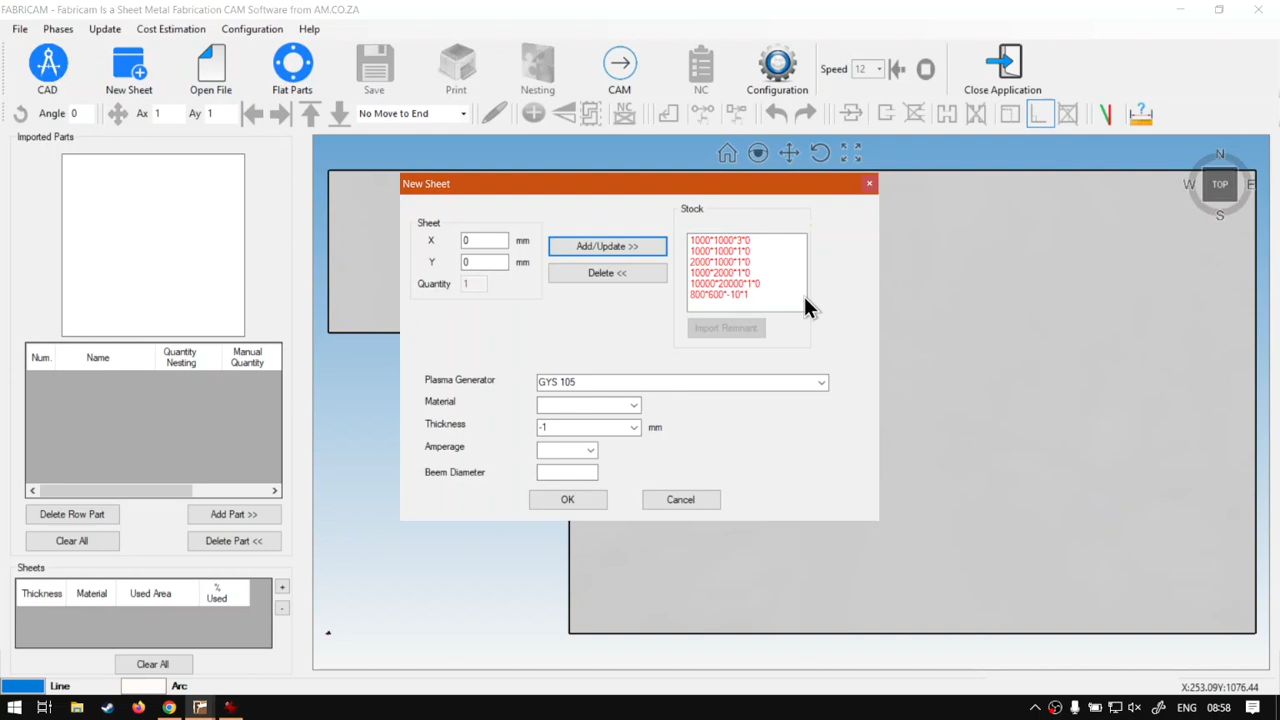 FABRICAM - Fabricam Is a Sheet Metal Fabrication CAM Software from AM.CO.ZA
File Phases Update Cost Estimation Configuration Help
CAD New Sheet Open File Flat Parts Save Print Nesting CAM NC Configuration Speed 12 Close Application
Angle 0 Ax 1 Ay 1 No Move to End NC
Imported Parts
N
W TOP E
S
New Sheet
Sheet
X 0 mm
Y 0 mm
Quantity 1
Add/Update >>
Delete <<
Stock
1000*1000*3*0
1000*1000*1*0
2000*1000*1*0
1000*2000*1*0
10000*20000*1*0
800*600*-10*1
Import Remnant
Plasma Generator GYS 105
Material
Thickness -1 mm
Amperage
Beem Diameter
OK Cancel
Num. Name Quantity Nesting Manual Quantity
Delete Row Part Add Part >>
Clear All Delete Part <<
Sheets
Thickness Material Used Area % Used
+
-
Clear All
Line Arc
X:253.09Y:1076.44
ENG 08:58